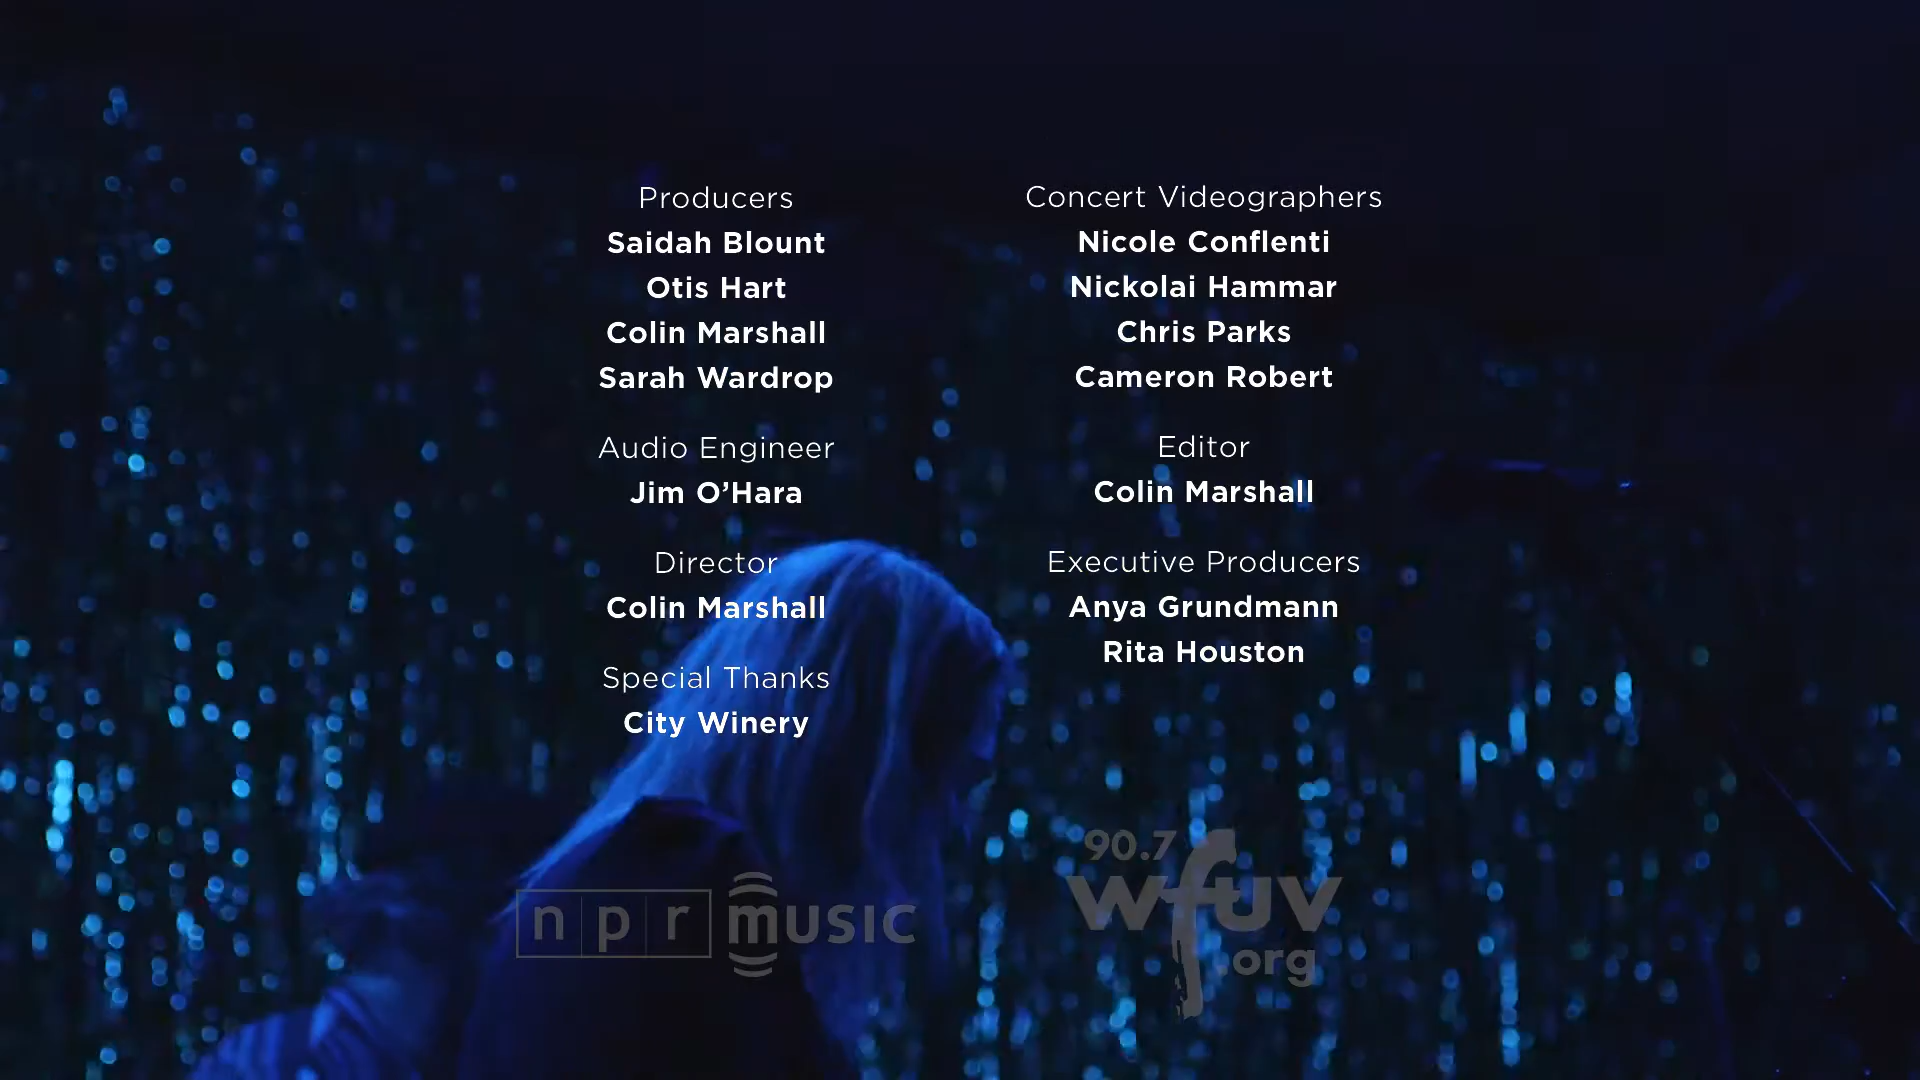 Producers
Saidah Blount
Otis Hart
Colin Marshall
Sarah Wardrop
Audio Engineer
Jim O’Hara
Director
Colin Marshall
Special Thanks
City Winery
Concert Videographers
Nicole Conflenti
Nickolai Hammar
Chris Parks
Cameron Robert
Editor
Colin Marshall
Executive Producers
Anya Grundmann
Rita Houston
npr music
90.7
wfuv
.org